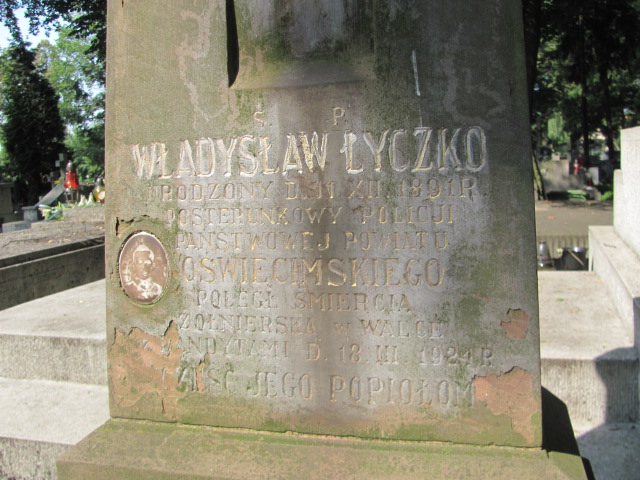 Ś. P.
WŁADYSŁAW ŁYCZKO
URODZONY D. 11. XII. 1891 R.
POSTERUNKOWY POLICJI
PAŃSTWOWEJ POWIATU
OŚWIĘCIMSKIEGO
POLEGŁ ŚMIERCIĄ
ŻOŁNIERSKĄ W WALCE
Z BANDYTAMI D. 18. III. 1924 R.
CZEŚĆ JEGO POPIOŁOM